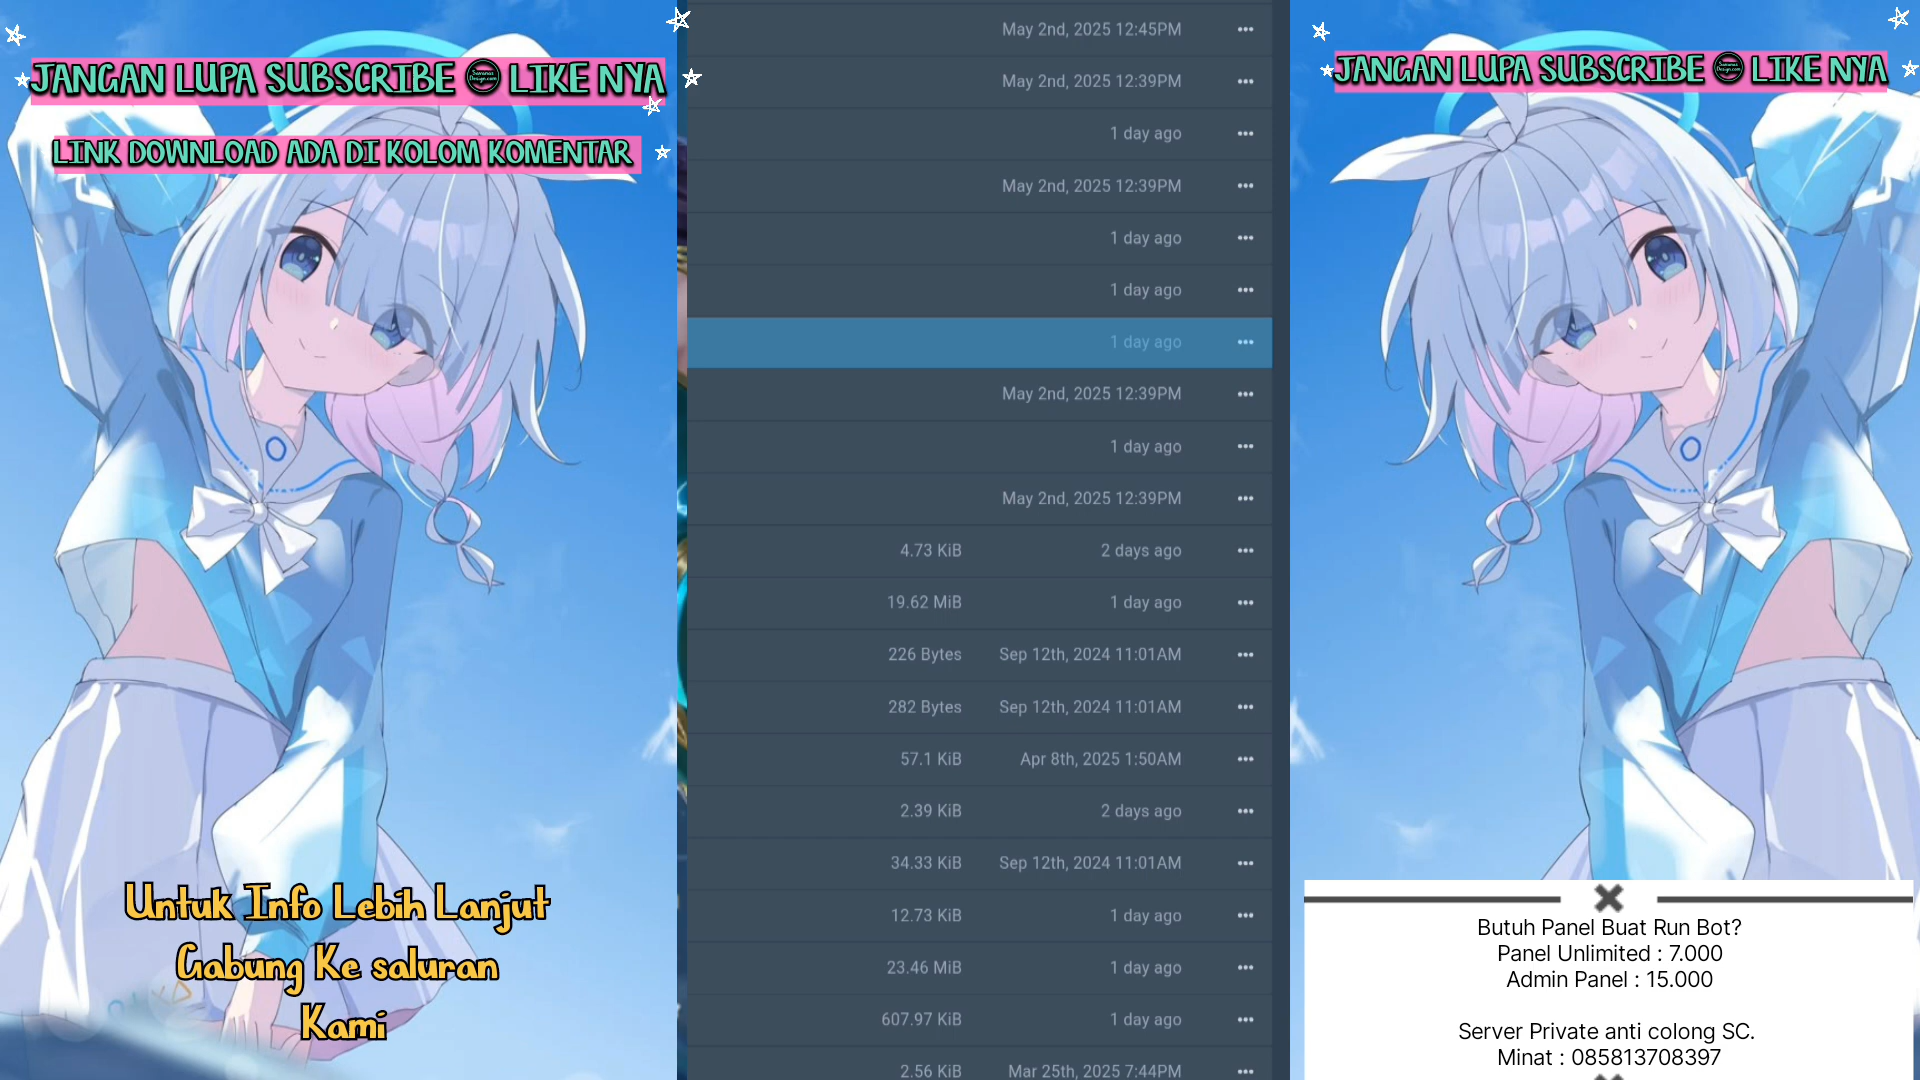 JANGAN LUPA SUBSCRIBE LIKE NYA
LINK DOWNLOAD ADA DI KOLOM KOMENTAR
Untuk Info Lebih Lanjut
Gabung Ke saluran
Kami
May 2nd, 2025 12:45PM
May 2nd, 2025 12:39PM
1 day ago
May 2nd, 2025 12:39PM
1 day ago
1 day ago
1 day ago
May 2nd, 2025 12:39PM
1 day ago
May 2nd, 2025 12:39PM
4.73 KiB 2 days ago
19.62 MiB 1 day ago
226 Bytes Sep 12th, 2024 11:01AM
282 Bytes Sep 12th, 2024 11:01AM
57.1 KiB Apr 8th, 2025 1:50AM
2.39 KiB 2 days ago
34.33 KiB Sep 12th, 2024 11:01AM
12.73 KiB 1 day ago
23.46 MiB 1 day ago
607.97 KiB 1 day ago
2.56 KiB Mar 25th, 2025 7:44PM
JANGAN LUPA SUBSCRIBE LIKE NYA
Butuh Panel Buat Run Bot?
Panel Unlimited : 7.000
Admin Panel : 15.000
Server Private anti colong SC.
Minat : 085813708397